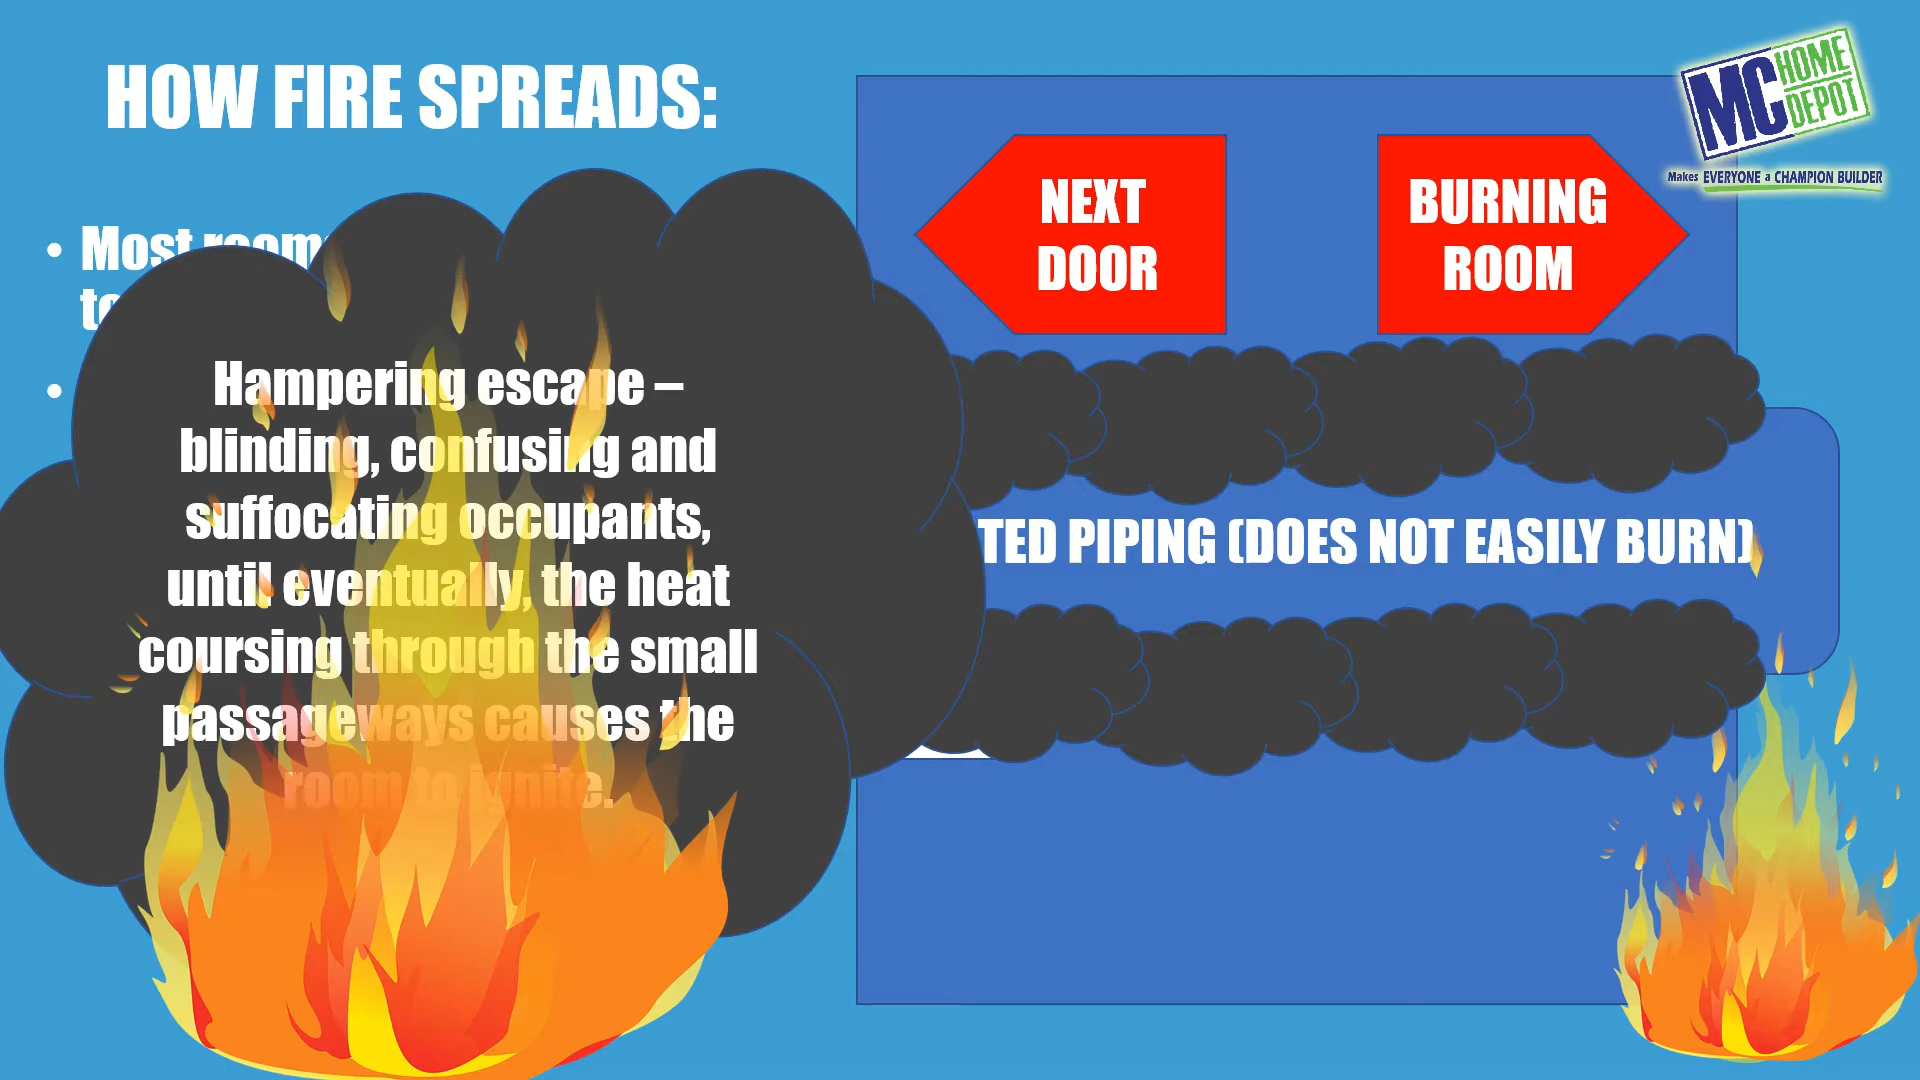 HOW FIRE SPREADS:
Most rooms
to
Hampering escape –
blinding, confusing and
suffocating occupants,
until eventually, the heat
coursing through the small
passageways causes the
room to ignite.
NEXT
DOOR
BURNING
ROOM
TED PIPING (DOES NOT EASILY BURN)
MC HOME
DEPOT
Makes EVERYONE a CHAMPION BUILDER